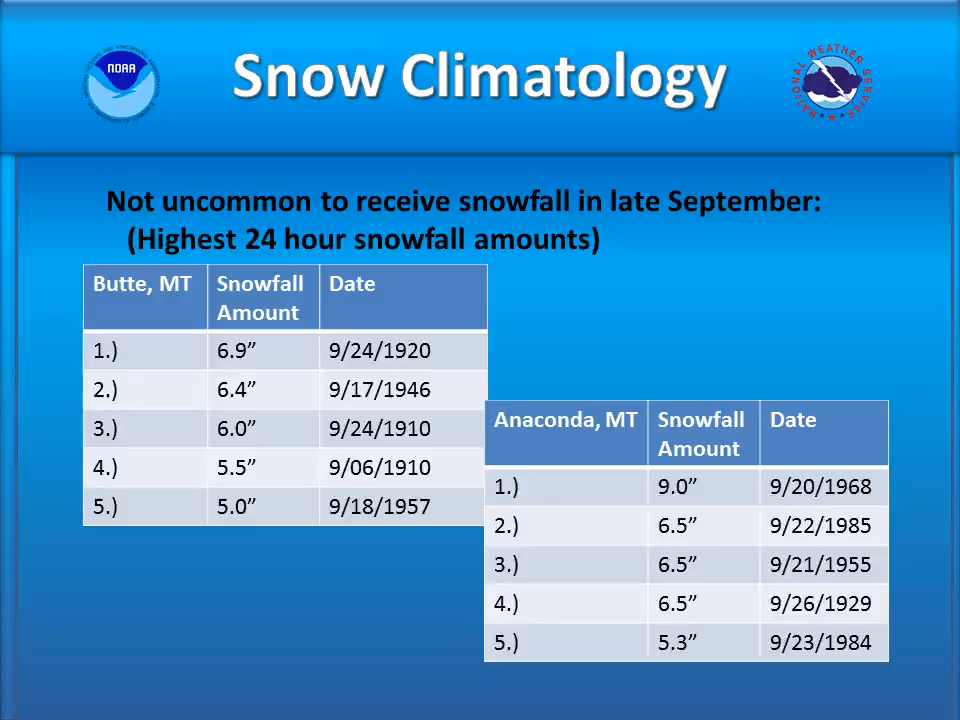 NOAA
Snow Climatology
NATIONAL WEATHER SERVICE
Not uncommon to receive snowfall in late September:
(Highest 24 hour snowfall amounts)
Butte, MT Snowfall Amount Date
1.) 6.9” 9/24/1920
2.) 6.4” 9/17/1946
3.) 6.0” 9/24/1910
4.) 5.5” 9/06/1910
5.) 5.0” 9/18/1957
Anaconda, MT Snowfall Amount Date
1.) 9.0” 9/20/1968
2.) 6.5” 9/22/1985
3.) 6.5” 9/21/1955
4.) 6.5” 9/26/1929
5.) 5.3” 9/23/1984